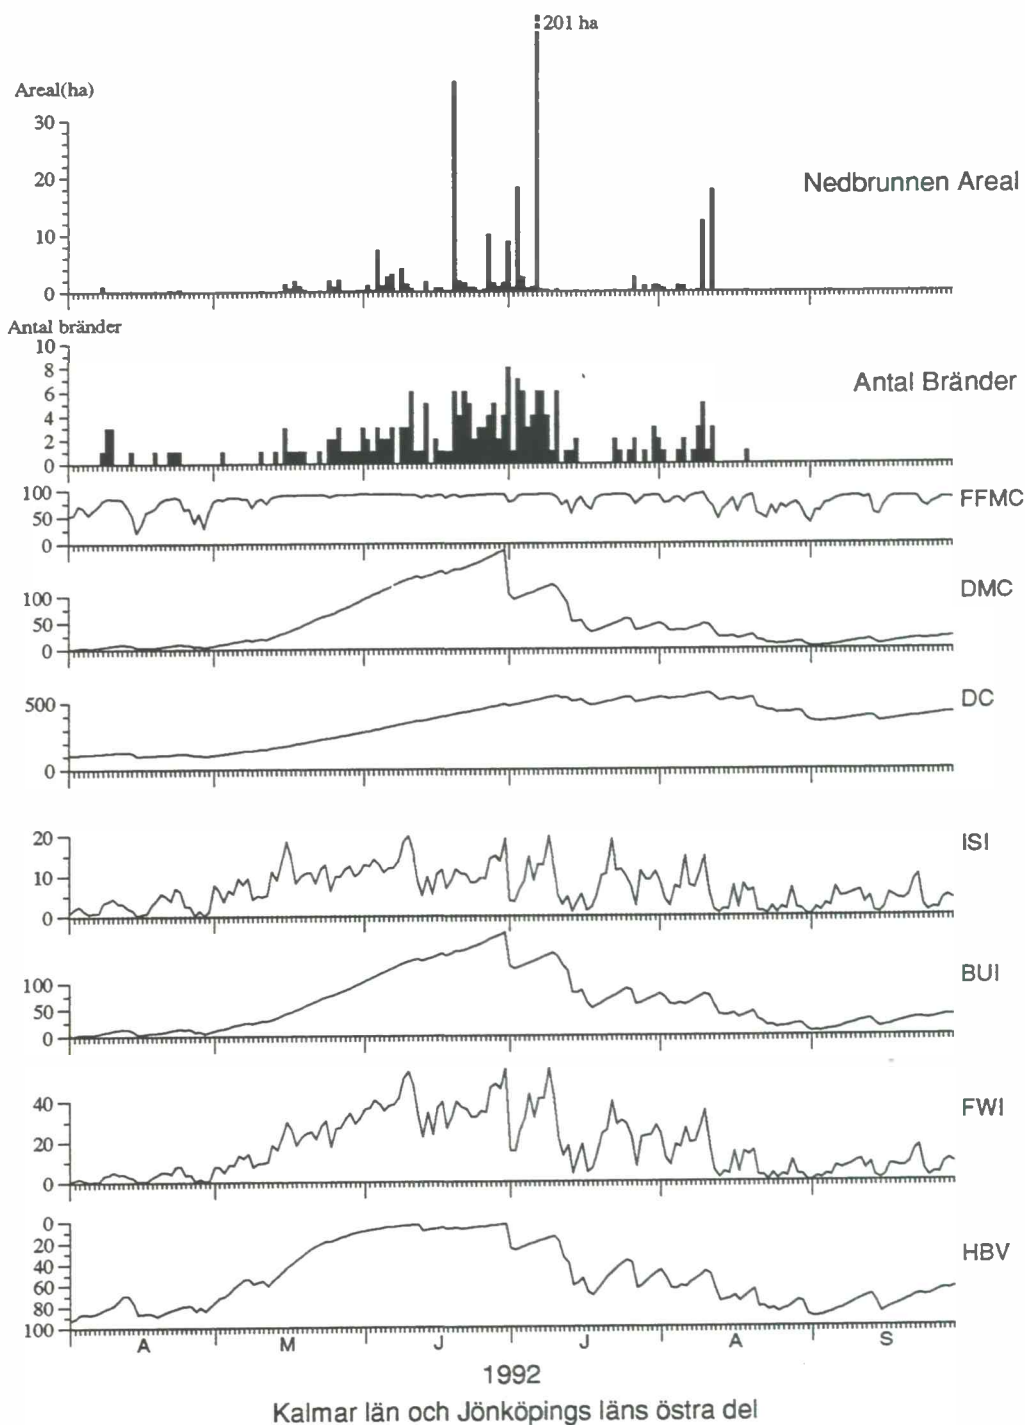 201 ha
Areal(ha)
30
20
10
0
Nedbrunnen Areal
Antal bränder
10
8
6
4
2
0
Antal Bränder
100
50
0
FFMC
100
50
0
DMC
500
0
DC
20
10
0
ISI
100
50
0
BUI
40
20
0
FWI
0
20
40
60
80
100
HBV
A M J J A S
1992
Kalmar län och Jönköpings läns östra del